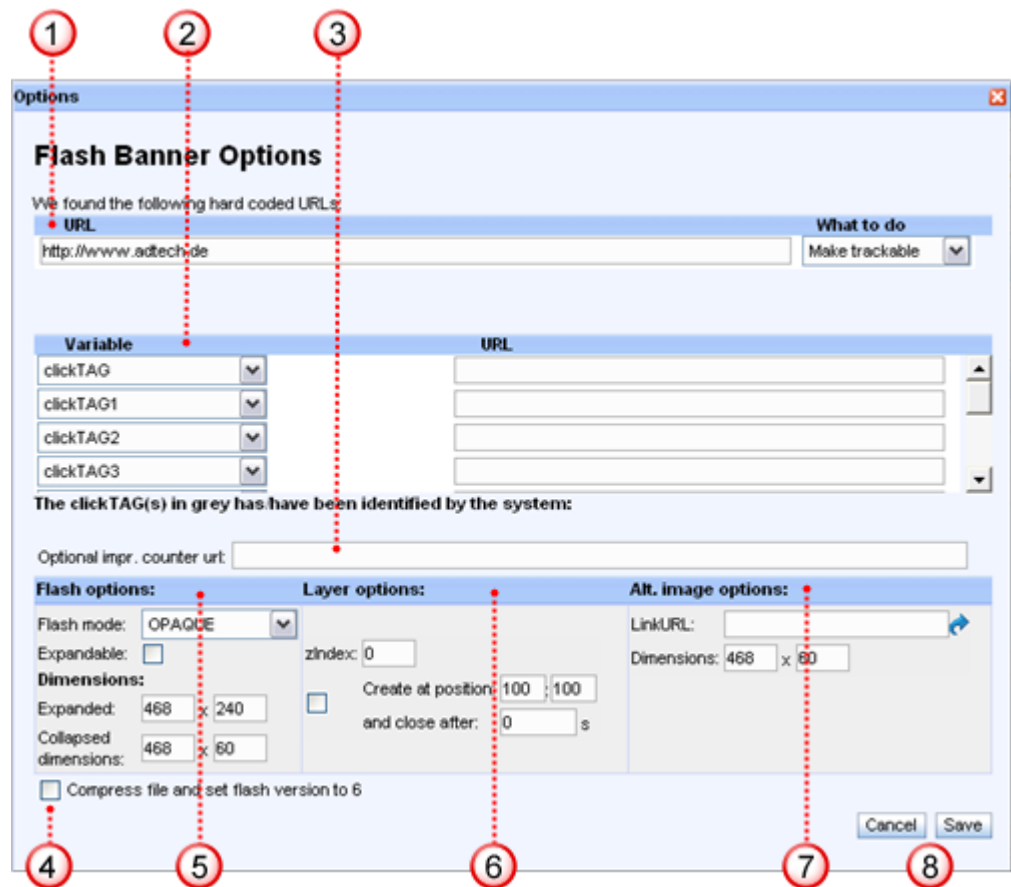 1 2 3
Options
Flash Banner Options
We found the following hard coded URLs:
URL What to do
http://www.adtech.de Make trackable
Variable URL
clickTAG
clickTAG1
clickTAG2
clickTAG3
The clickTAG(s) in grey has/have been identified by the system:
Optional impr. counter url:
Flash options: Layer options: Alt. image options:
Flash mode: OPAQUE LinkURL:
Expandable: zIndex: 0 Dimensions: 468 x 60
Dimensions:
Create at position 100 ; 100
Expanded: 468 x 240
and close after: 0 s
Collapsed dimensions: 468 x 60
Compress file and set flash version to 6
Cancel Save
4 5 6 7 8